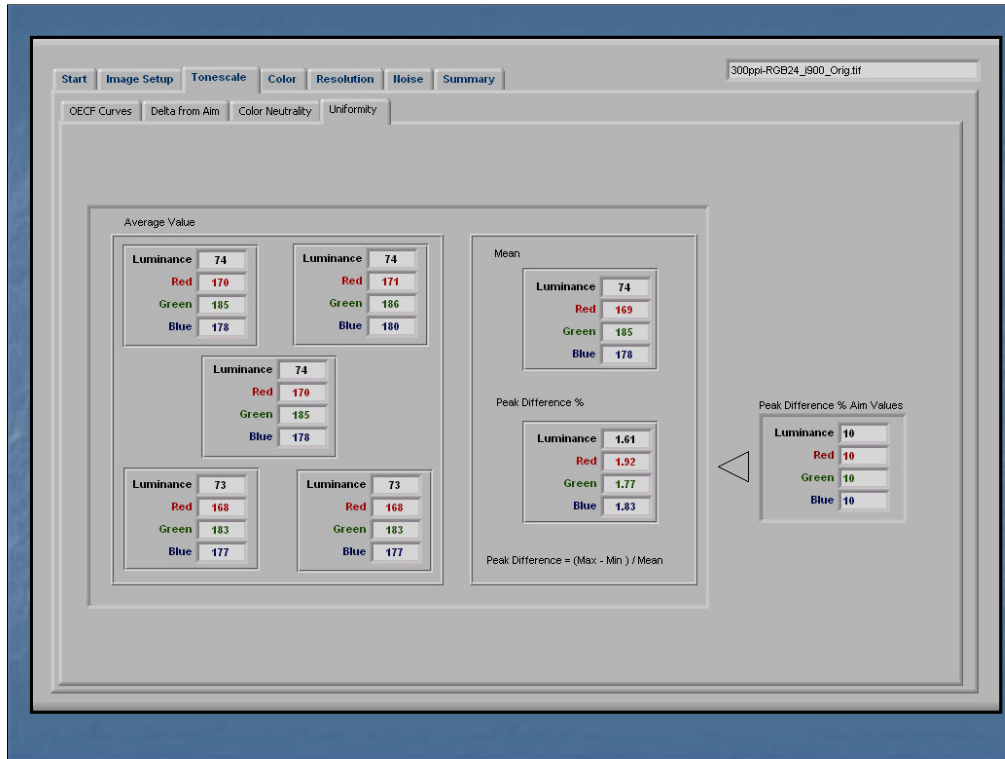 300ppi-RGB24_i900_Orig.tif
Start Image Setup Tonescale Color Resolution Noise Summary
OECF Curves Delta from Aim Color Neutrality Uniformity
Average Value
Luminance 74
Red 170
Green 185
Blue 178
Luminance 74
Red 171
Green 186
Blue 180
Luminance 74
Red 170
Green 185
Blue 178
Luminance 73
Red 168
Green 183
Blue 177
Luminance 73
Red 168
Green 183
Blue 177
Mean
Luminance 74
Red 169
Green 185
Blue 178
Peak Difference %
Luminance 1.61
Red 1.92
Green 1.77
Blue 1.83
Peak Difference = (Max - Min ) / Mean
Peak Difference % Aim Values
Luminance 10
Red 10
Green 10
Blue 10